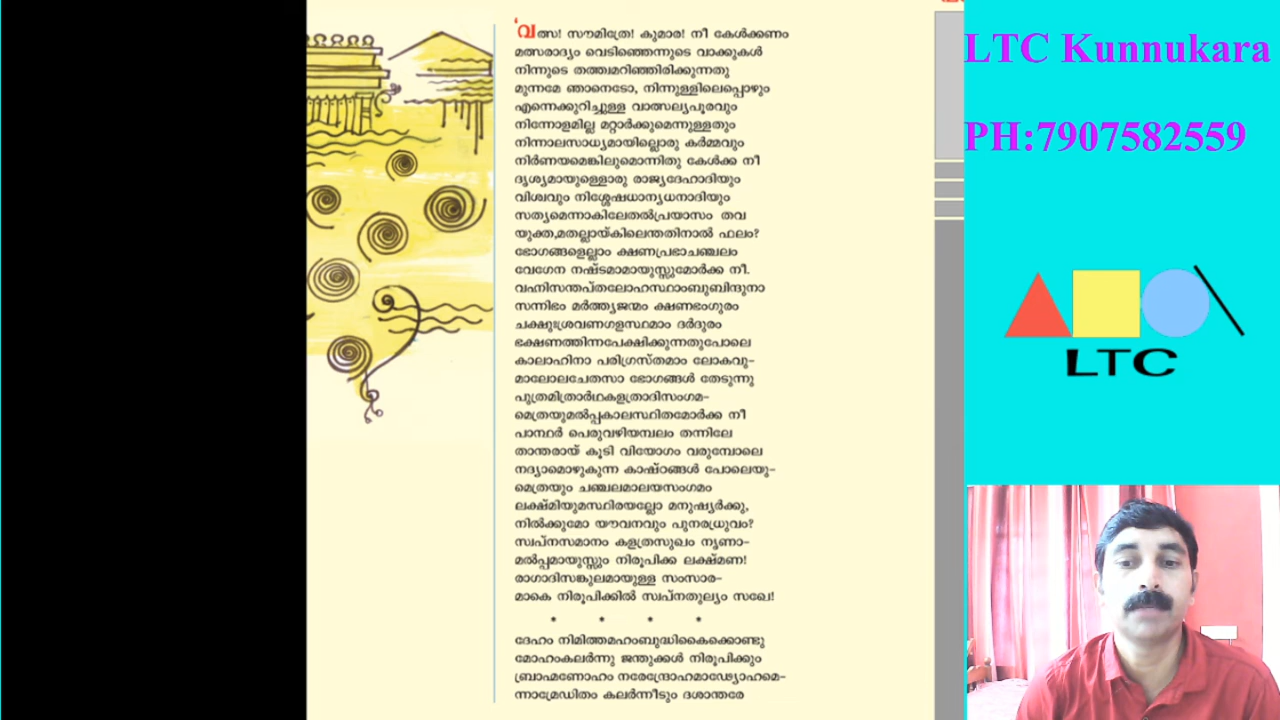 'വത്സ! സൗമിത്രേ! കുമാര! നീ കേൾക്കണം
മത്സരാദ്യം വെടിഞ്ഞെന്നുടെ വാക്കുകൾ
നിന്നുടെ തത്ത്വമറിഞ്ഞിരിക്കുന്നതു
മുന്നമേ ഞാനെടോ, നിന്നുള്ളിലെപ്പൊഴും
എന്നെക്കുറിച്ചുള്ള വാത്സല്യപൂരവും
നിന്നോളമില്ല മറ്റാർക്കുമെന്നുള്ളതും
നിന്നാലസാധ്യമായില്ലൊരു കർമ്മവും
നിർണയമെങ്കിലുമൊന്നിതു കേൾക്ക നീ
ദൃശ്യമായുള്ളൊരു രാജ്യദേഹാദിയും
വിശ്വവും നിശ്ശേഷധാന്യധനാദിയും
സത്യമെന്നാകിലേതൽപ്രയാസം തവ
യുക്ത,മതല്ലായ്കിലെന്തതിനാൽ ഫലം?
ഭോഗങ്ങളെല്ലാം ക്ഷണപ്രഭാചഞ്ചലം
വേഗേന നഷ്ടമാമായുസ്സുമോർക്ക നീ.
വഹ്നിസന്തപ്തലോഹസ്ഥാംബുബിന്ദുനാ
സന്നിഭം മർത്ത്യജന്മം ക്ഷണഭംഗുരം
ചക്ഷുഃശ്രവണഗളസ്ഥമാം ദർദുരം
ഭക്ഷണത്തിന്നപേക്ഷിക്കുന്നതുപോലെ
കാലാഹിനാ പരിഗ്രസ്തമാം ലോകവു-
മാലോലചേതസാ ഭോഗങ്ങൾ തേടുന്നു
പുത്രമിത്രാർഥകളത്രാദിസംഗമ-
മെത്രയുമൽപ്പകാലസ്ഥിതമോർക്ക നീ
പാന്ഥർ പെരുവഴിയമ്പലം തന്നിലേ
താന്തരായ് കൂടി വിയോഗം വരുമ്പോലെ
നദ്യാമൊഴുകുന്ന കാഷ്ഠങ്ങൾ പോലെയു-
മെത്രയും ചഞ്ചലമാലയസംഗമം
ലക്ഷ്മിയുമസ്ഥിരയല്ലോ മനുഷ്യർക്കു,
നിൽക്കുമോ യൗവനവും പുനരധ്രുവം?
സ്വപ്നസമാനം കളത്രസുഖം നൃണാ-
മൽപ്പമായുസ്സും നിരൂപിക്ക ലക്ഷ്മണ!
രാഗാദിസങ്കുലമായുള്ള സംസാര-
മാകെ നിരൂപിക്കിൽ സ്വപ്നതുല്യം സഖേ!
* * * *
ദേഹം നിമിത്തമഹംബുദ്ധികൈക്കൊണ്ടു
മോഹംകലർന്നു ജന്തുക്കൾ നിരൂപിക്കും
ബ്രാഹ്മണോഹം നരേന്ദ്രോഹമാഢ്യോഹമെ-
ന്നാമ്രേഡിതം കലർന്നീടും ദശാന്തരേ
LTC Kunnukara
PH:7907582559
LTC